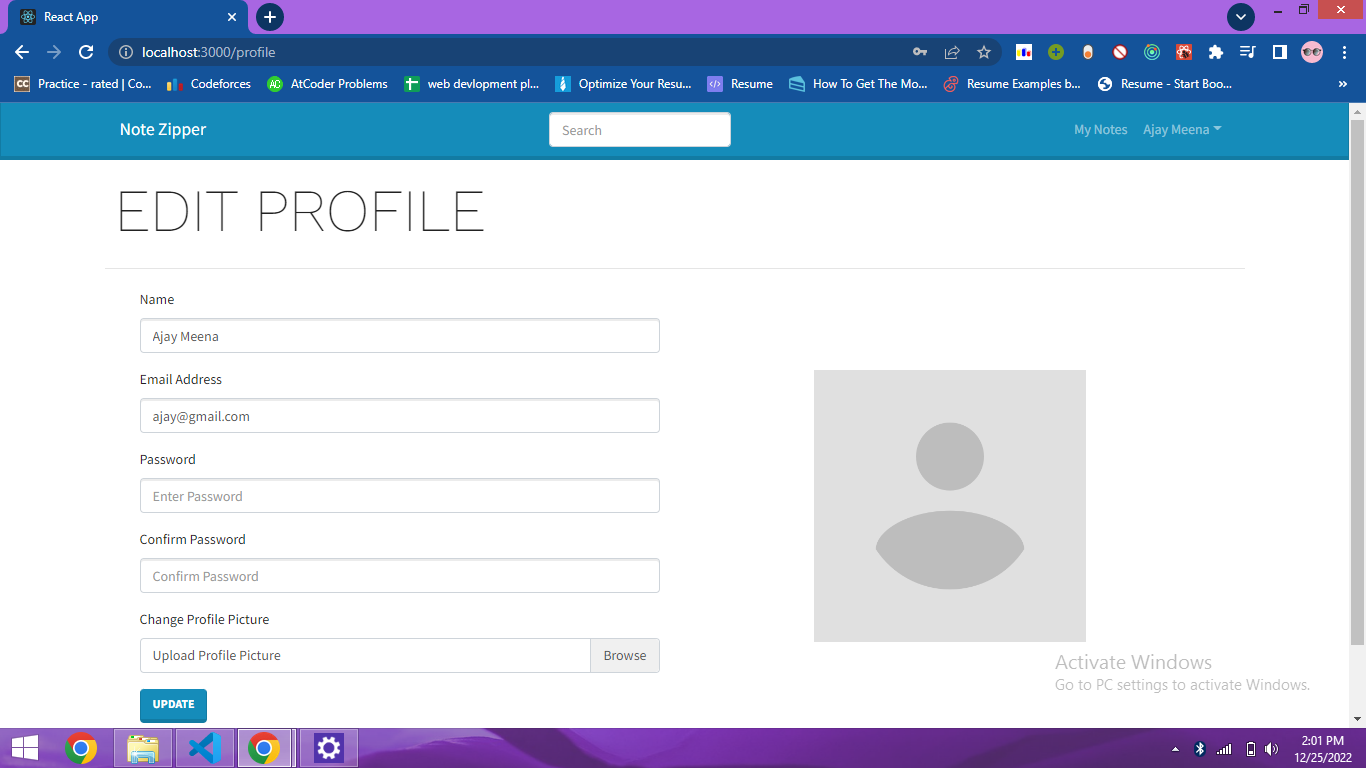 React App
localhost:3000/profile
CC Practice - rated | Co... Codeforces AtCoder Problems web devlopment pl... Optimize Your Resu... Resume How To Get The Mo... Resume Examples b... Resume - Start Boo... »
Note Zipper Search My Notes Ajay Meena
EDIT PROFILE
Name
Ajay Meena
Email Address
ajay@gmail.com
Password
Enter Password
Confirm Password
Confirm Password
Change Profile Picture
Upload Profile Picture Browse
UPDATE
Activate Windows
Go to PC settings to activate Windows.
2:01 PM
12/25/2022